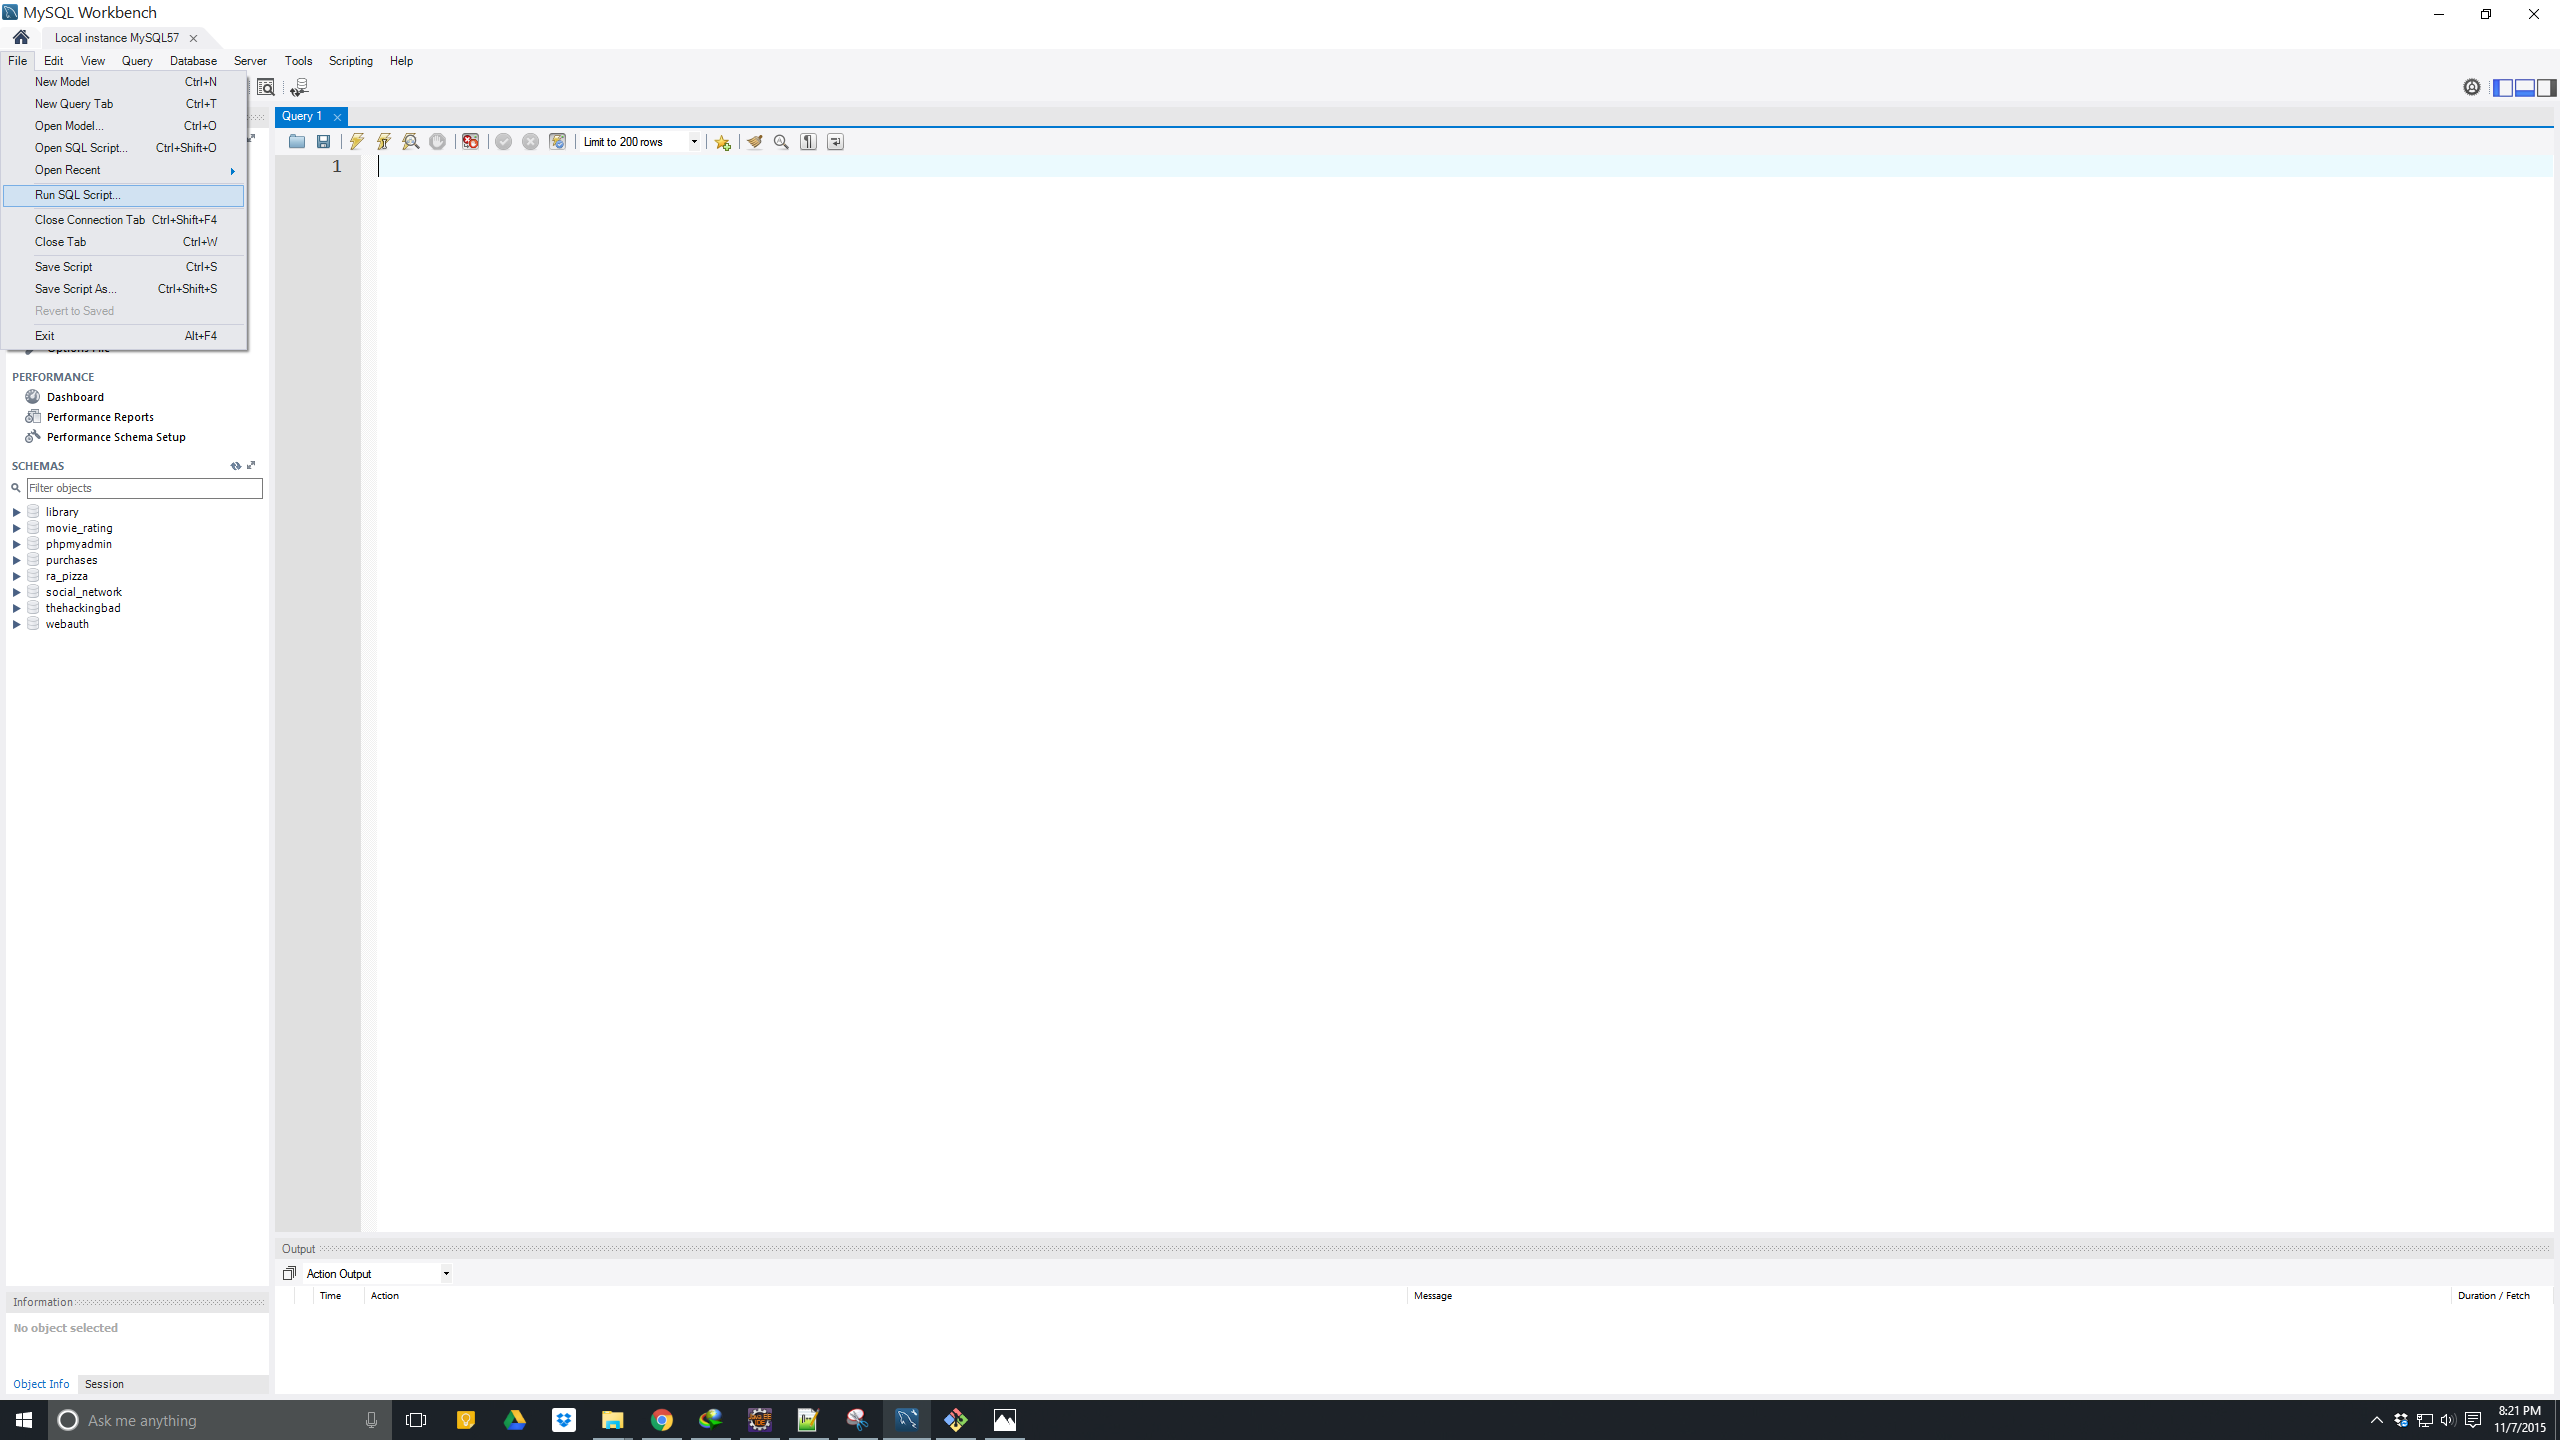 MySQL Workbench
Local instance MySQL57
File Edit View Query Database Server Tools Scripting Help
New Model Ctrl+N
New Query Tab Ctrl+T
Open Model... Ctrl+O
Open SQL Script... Ctrl+Shift+O
Open Recent
Run SQL Script...
Close Connection Tab Ctrl+Shift+F4
Close Tab Ctrl+W
Save Script Ctrl+S
Save Script As... Ctrl+Shift+S
Revert to Saved
Exit Alt+F4
Options File
PERFORMANCE
Dashboard
Performance Reports
Performance Schema Setup
SCHEMAS
Filter objects
library
movie_rating
phpmyadmin
purchases
ra_pizza
social_network
thehackingbad
webauth
Information
No object selected
Object Info Session
Query 1
Limit to 200 rows
1
Output
Action Output
Time Action Message Duration / Fetch
Ask me anything
8:21 PM
11/7/2015